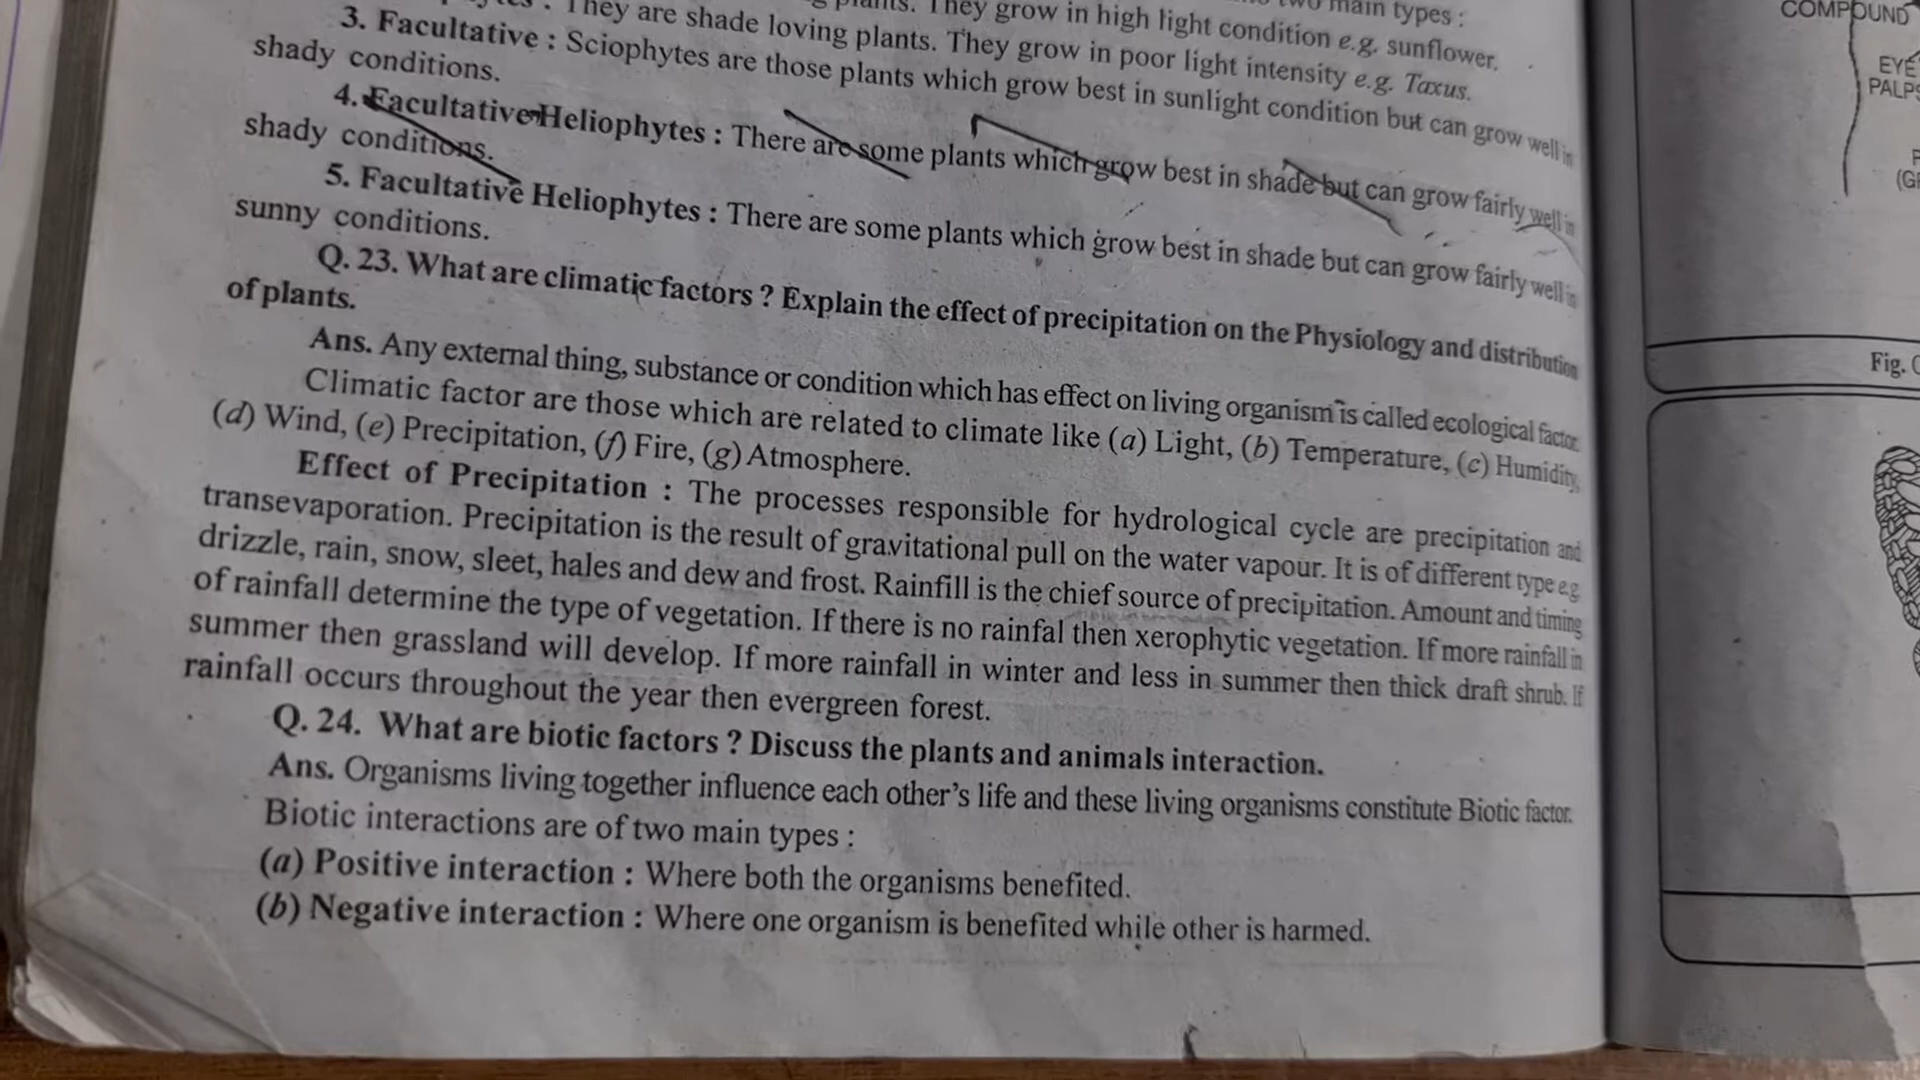 two main types :
They grow in high light condition e.g. sunflower.
They are shade loving plants. They grow in poor light intensity e.g. Taxus.
3. Facultative : Sciophytes are those plants which grow best in sunlight condition but can grow well in
shady conditions.
4. Facultative Heliophytes : There are some plants which grow best in shade but can grow fairly well in
shady conditions.
5. Facultative Heliophytes : There are some plants which grow best in shade but can grow fairly well in
sunny conditions.
Q. 23. What are climatic factors ? Explain the effect of precipitation on the Physiology and distribution
of plants.
Ans. Any external thing, substance or condition which has effect on living organism is called ecological factor.
Climatic factor are those which are related to climate like (a) Light, (b) Temperature, (c) Humidity,
(d) Wind, (e) Precipitation, (f) Fire, (g) Atmosphere.
Effect of Precipitation : The processes responsible for hydrological cycle are precipitation and
transevaporation. Precipitation is the result of gravitational pull on the water vapour. It is of different type e.g.
drizzle, rain, snow, sleet, hales and dew and frost. Rainfill is the chief source of precipitation. Amount and timing
of rainfall determine the type of vegetation. If there is no rainfal then xerophytic vegetation. If more rainfall in
summer then grassland will develop. If more rainfall in winter and less in summer then thick draft shrub. If
rainfall occurs throughout the year then evergreen forest.
Q. 24. What are biotic factors ? Discuss the plants and animals interaction.
Ans. Organisms living together influence each other's life and these living organisms constitute Biotic factor.
Biotic interactions are of two main types :
(a) Positive interaction : Where both the organisms benefited.
(b) Negative interaction : Where one organism is benefited while other is harmed.
COMPOUND
EYE
PALPS
Fig.